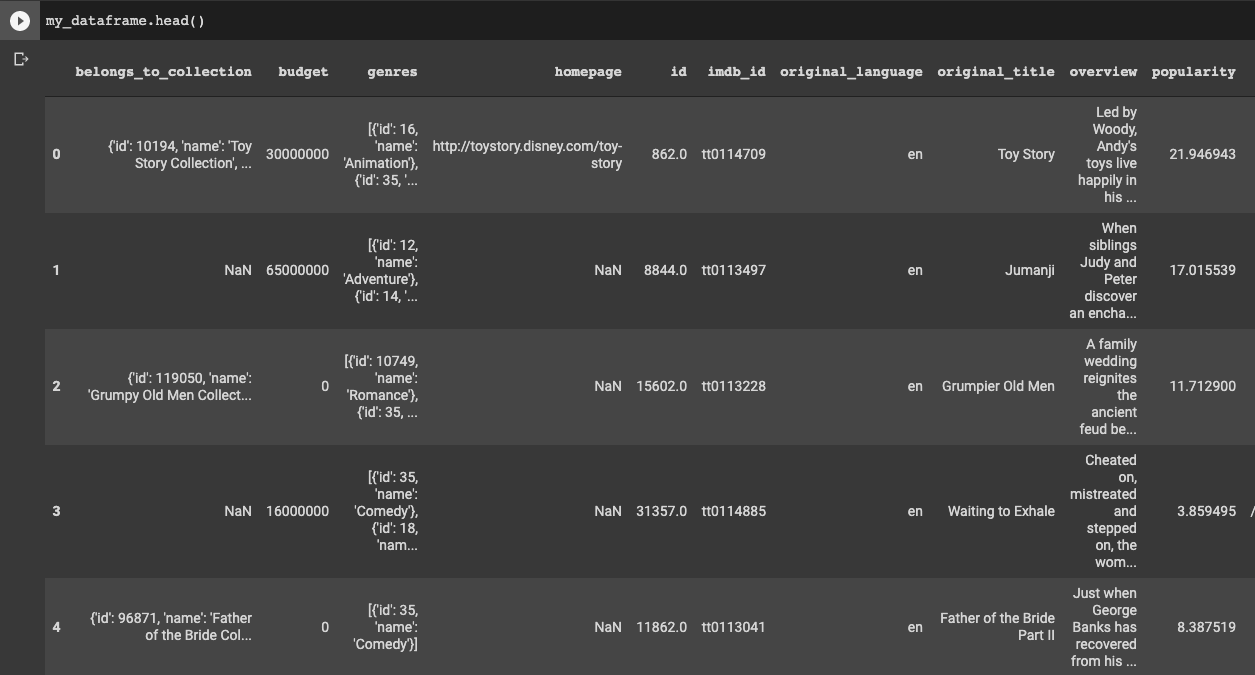 my_dataframe.head()
belongs_to_collection budget genres homepage id imdb_id original_language original_title overview popularity
0 {'id': 10194, 'name': 'Toy Story Collection', ... 30000000 [{'id': 16, 'name': 'Animation'}, {'id': 35, '... http://toystory.disney.com/toy-story 862.0 tt0114709 en Toy Story Led by Woody, Andy's toys live happily in his ... 21.946943
1 NaN 65000000 [{'id': 12, 'name': 'Adventure'}, {'id': 14, '... NaN 8844.0 tt0113497 en Jumanji When siblings Judy and Peter discover an encha... 17.015539
2 {'id': 119050, 'name': 'Grumpy Old Men Collect... 0 [{'id': 10749, 'name': 'Romance'}, {'id': 35, ... NaN 15602.0 tt0113228 en Grumpier Old Men A family wedding reignites the ancient feud be... 11.712900
3 NaN 16000000 [{'id': 35, 'name': 'Comedy'}, {'id': 18, 'nam... NaN 31357.0 tt0114885 en Waiting to Exhale Cheated on, mistreated and stepped on, the wom... 3.859495 /
4 {'id': 96871, 'name': 'Father of the Bride Col... 0 [{'id': 35, 'name': 'Comedy'}] NaN 11862.0 tt0113041 en Father of the Bride Part II Just when George Banks has recovered from his ... 8.387519